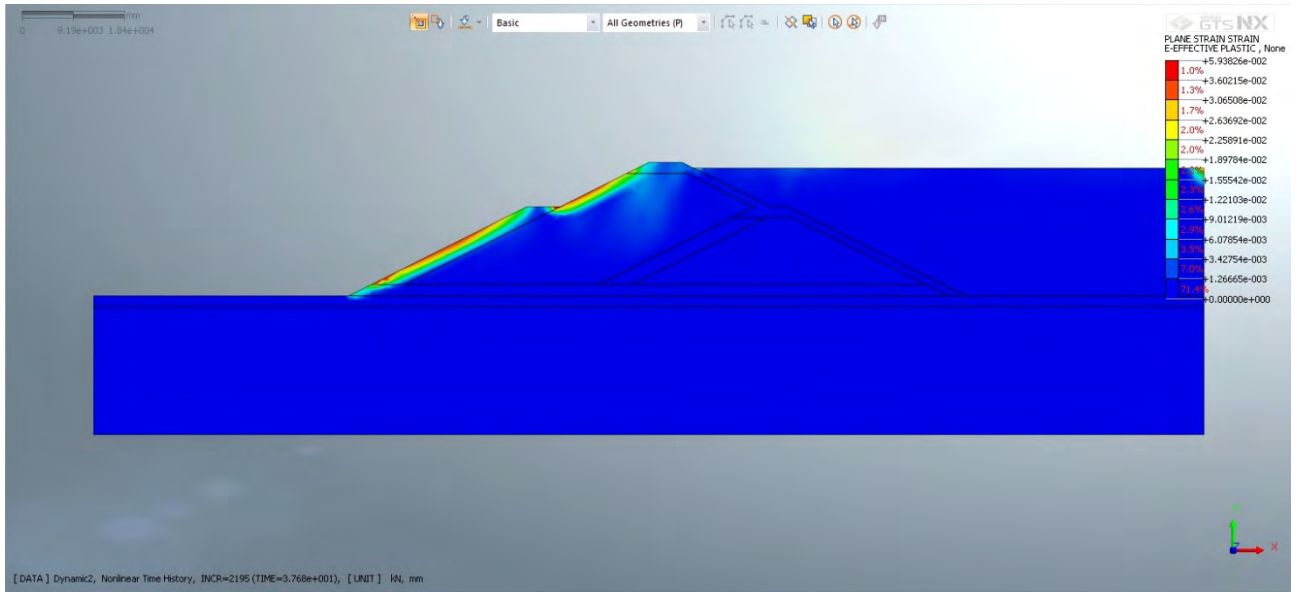 mm
0 9.19e+003 1.84e+004
Basic
All Geometries (P)
GTS NX
PLANE STRAIN STRAIN
E-EFFECTIVE PLASTIC , None
+5.93826e-002
1.0%
+3.60215e-002
1.3%
+3.06508e-002
1.7%
+2.63692e-002
2.0%
+2.25891e-002
2.0%
+1.89784e-002
+1.55542e-002
2.3%
+1.22103e-002
2.6%
+9.01219e-003
2.9%
+6.07854e-003
3.5%
+3.42754e-003
7.0%
+1.26665e-003
71.4%
+0.00000e+000
X
[ DATA ] Dynamic2, Nonlinear Time History, INCR=2195 (TIME=3.768e+001), [ UNIT ] kN, mm